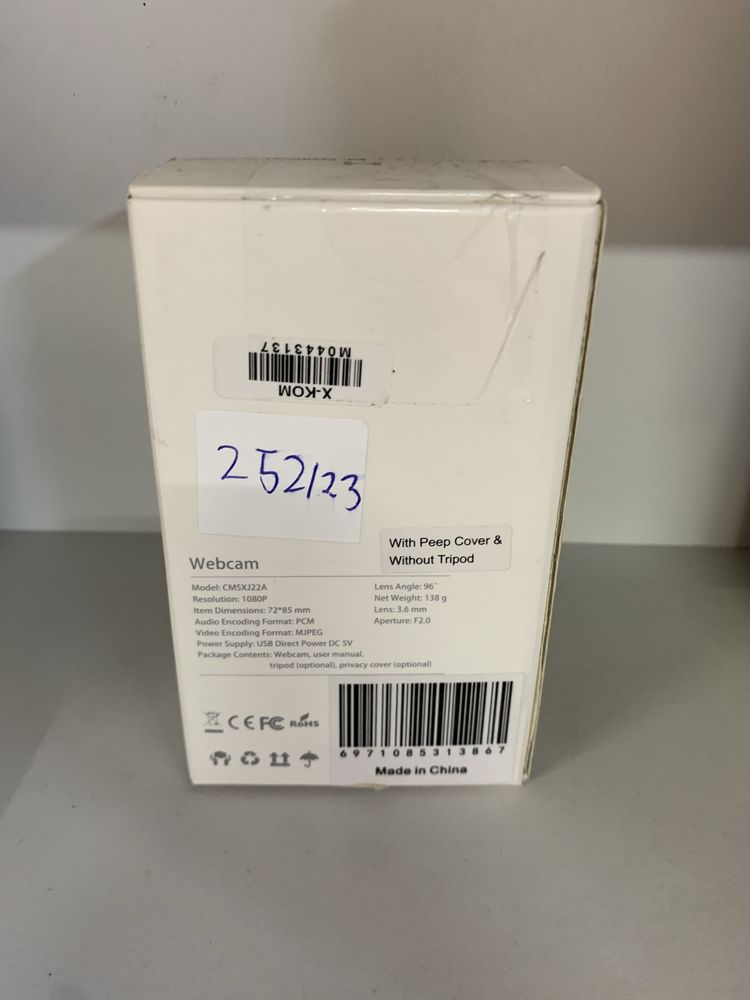 M0443137
X-KOM
252/23
With Peep Cover &
Without Tripod
Webcam
Model: CMSXJ22A
Resolution: 1080P
Item Dimensions: 72*85 mm
Audio Encoding Format: PCM
Video Encoding Format: MJPEG
Power Supply: USB Direct Power DC 5V
Package Contents: Webcam, user manual,
tripod (optional), privacy cover (optional)
Lens Angle: 96°
Net Weight: 138 g
Lens: 3.6 mm
Aperture: F2.0
CE FC RoHS
6971085313867
Made in China